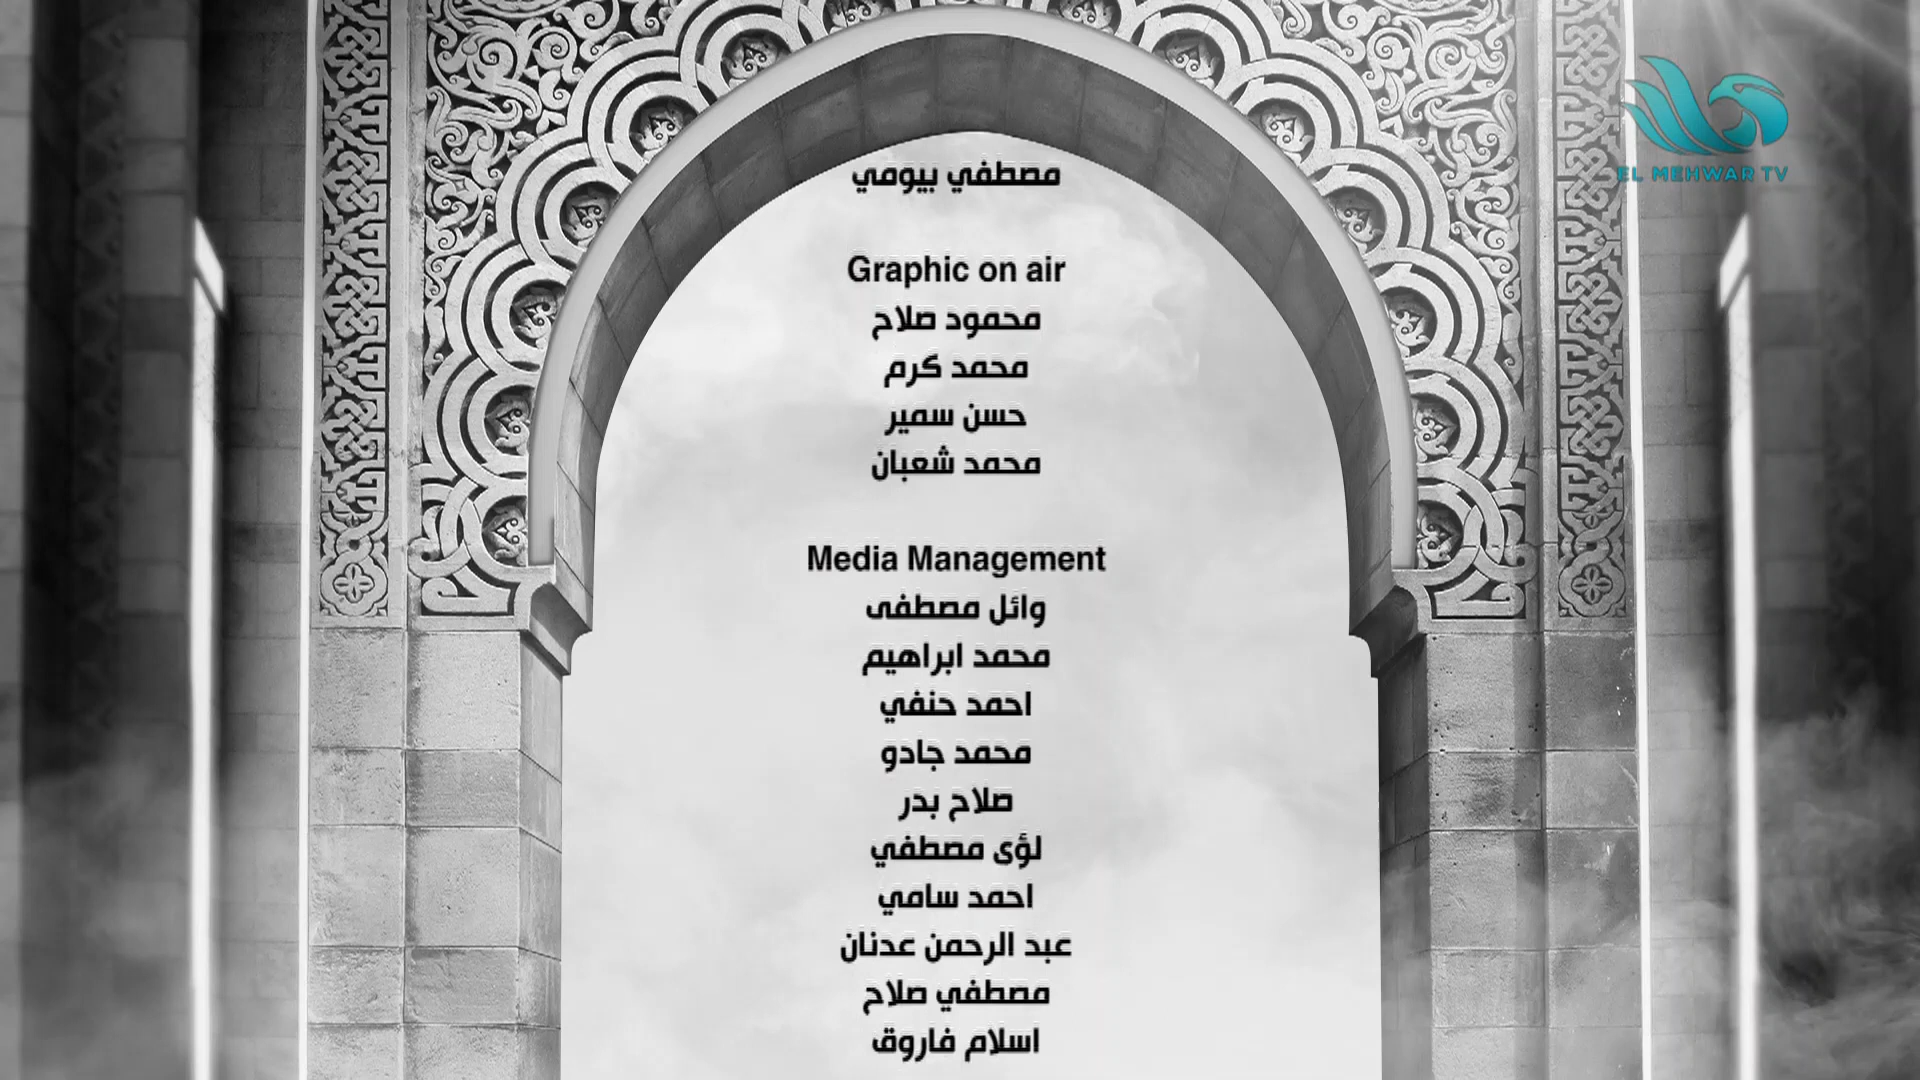 مصطفي بيومي
Graphic on air
محمود صلاح
محمد كرم
حسن سمير
محمد شعبان
Media Management
وائل مصطفى
محمد ابراهيم
احمد حنفي
محمد جادو
صلاح بدر
لؤى مصطفي
احمد سامي
عبد الرحمن عدنان
مصطفي صلاح
اسلام فاروق
EL MEHWAR TV